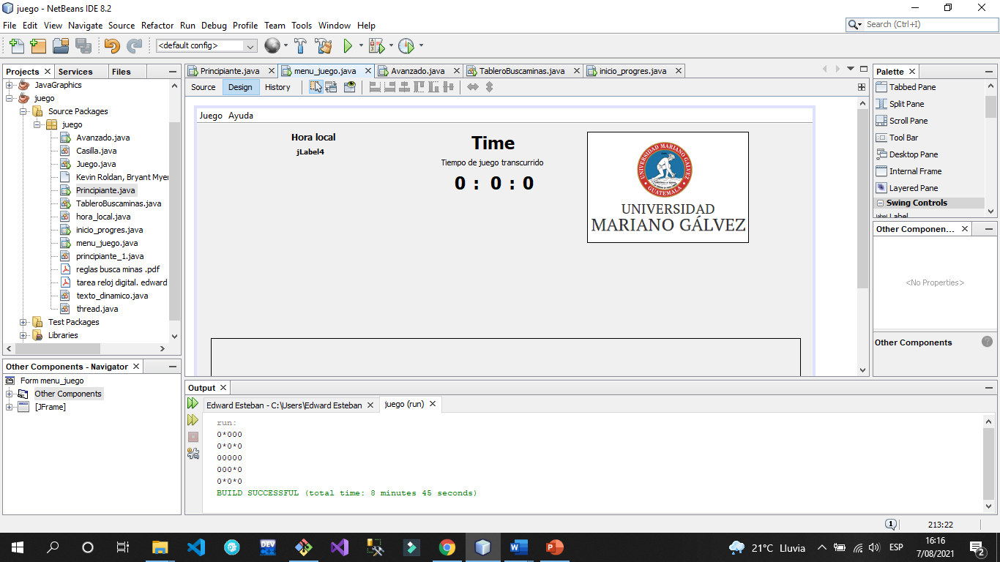 juego - NetBeans IDE 8.2
File Edit View Navigate Source Refactor Run Debug Profile Team Tools Window Help
Search (Ctrl+I)
<default config>
Projects Services Files
JavaGraphics
juego
Source Packages
juego
Avanzado.java
Casilla.java
Juego.java
Kevin Roldan, Bryant Myer
Principiante.java
TableroBuscaminas.java
hora_local.java
inicio_progres.java
menu_juego.java
principiante_1.java
reglas busca minas .pdf
tarea reloj digital. edward
texto_dinamico.java
thread.java
Test Packages
Libraries
Other Components - Navigator
Form menu_juego
Other Components
[JFrame]
Principiante.java menu_juego.java Avanzado.java TableroBuscaminas.java inicio_progres.java
Source Design History
Juego Ayuda
Hora local
jLabel4
Time
Tiempo de juego transcurrido
0 : 0 : 0
UNIVERSIDAD MARIANO GÁLVEZ
GUATEMALA
UNIVERSIDAD
MARIANO GÁLVEZ
Palette
Tabbed Pane
Split Pane
Scroll Pane
Tool Bar
Desktop Pane
Internal Frame
Layered Pane
Swing Controls
label Label
Other Componen...
<No Properties>
Other Components
Output
Edward Esteban - C:\Users\Edward Esteban juego (run)
run:
0*000
0*0*0
00000
000*0
0*0*0
BUILD SUCCESSFUL (total time: 8 minutes 45 seconds)
1
213:22
DEV
21°C Lluvia
ESP
16:16
7/08/2021
2